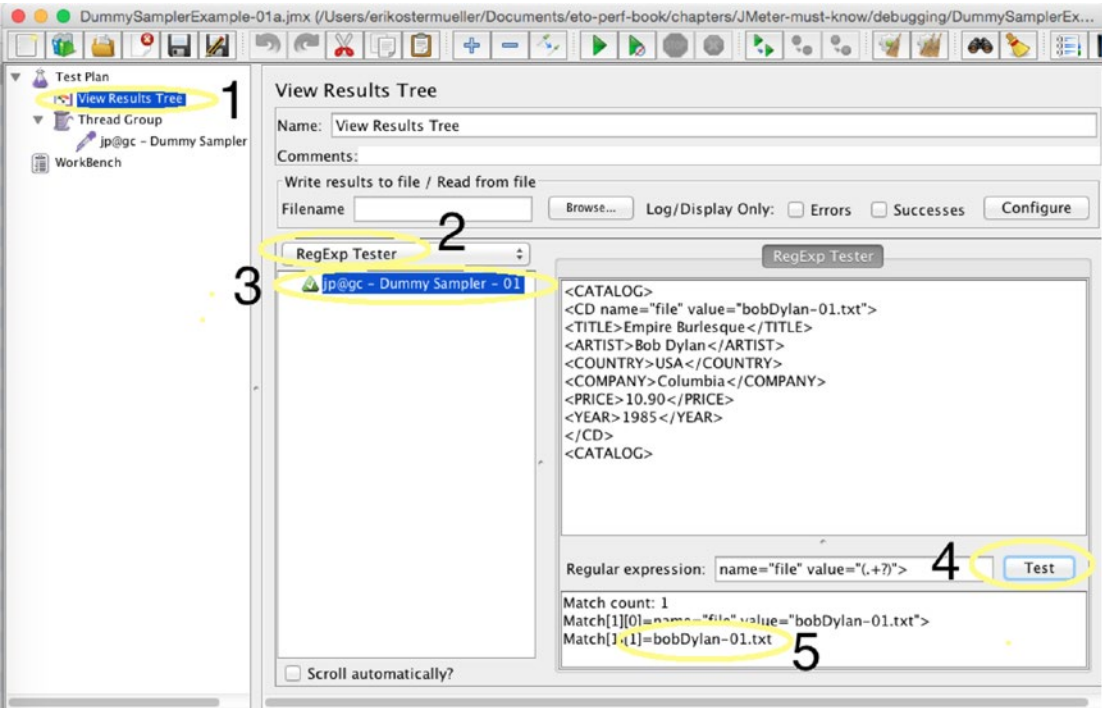 DummySamplerExample-01a.jmx (/Users/erikostermueller/Documents/eto-perf-book/chapters/JMeter-must-know/debugging/DummySamplerEx...
Test Plan
View Results Tree
1
Thread Group
jp@gc - Dummy Sampler
WorkBench
View Results Tree
Name: View Results Tree
Comments:
Write results to file / Read from file
Filename Browse... Log/Display Only: Errors Successes Configure
2
RegExp Tester
RegExp Tester
3
jp@gc - Dummy Sampler - 01
<CATALOG>
<CD name="file" value="bobDylan-01.txt">
<TITLE>Empire Burlesque</TITLE>
<ARTIST>Bob Dylan</ARTIST>
<COUNTRY>USA</COUNTRY>
<COMPANY>Columbia</COMPANY>
<PRICE>10.90</PRICE>
<YEAR>1985</YEAR>
</CD>
<CATALOG>
Regular expression: name="file" value="(.+?)"> 4 Test
Match count: 1
Match[1][0]=name="file" value="bobDylan-01.txt">
Match[1][1]=bobDylan-01.txt
5
Scroll automatically?